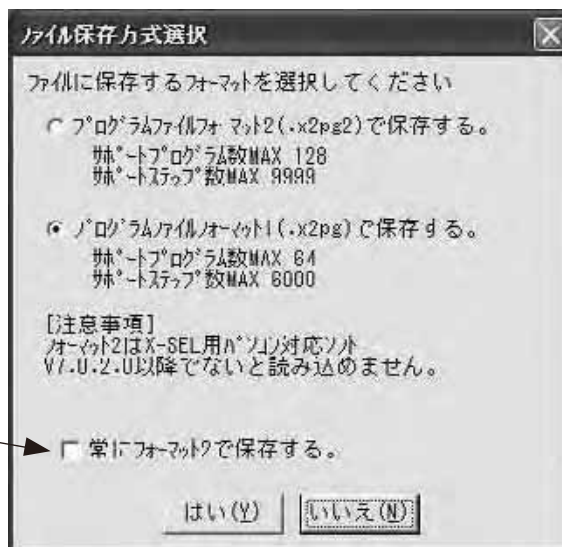 ファイル保存方式選択
ファイルに保存するフォーマットを選択してください
プログラムファイルフォーマット2(.x2pg2)で保存する。
サポートプログラム数MAX 128
サポートステップ数MAX 9999
プログラムファイルフォーマット1(.x2pg)で保存する。
サポートプログラム数MAX 64
サポートステップ数MAX 6000
[注意事項]
フォーマット2はX-SEL用パソコン対応ソフト
V7.0.2.0以降でないと読み込めません。
常にフォーマット2で保存する。
はい(Y)
いいえ(N)